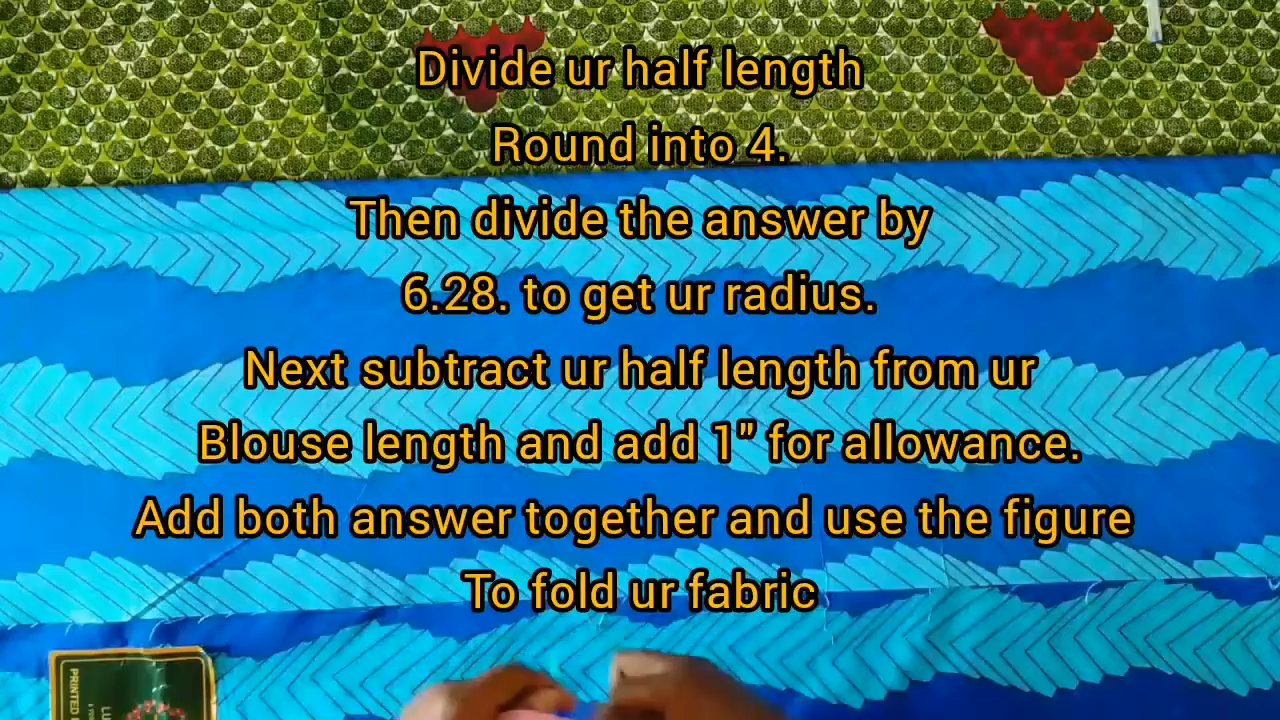 Divide ur half length
Round into 4.
Then divide the answer by
6.28. to get ur radius.
Next subtract ur half length from ur
Blouse length and add 1" for allowance.
Add both answer together and use the figure
To fold ur fabric
PRINTED